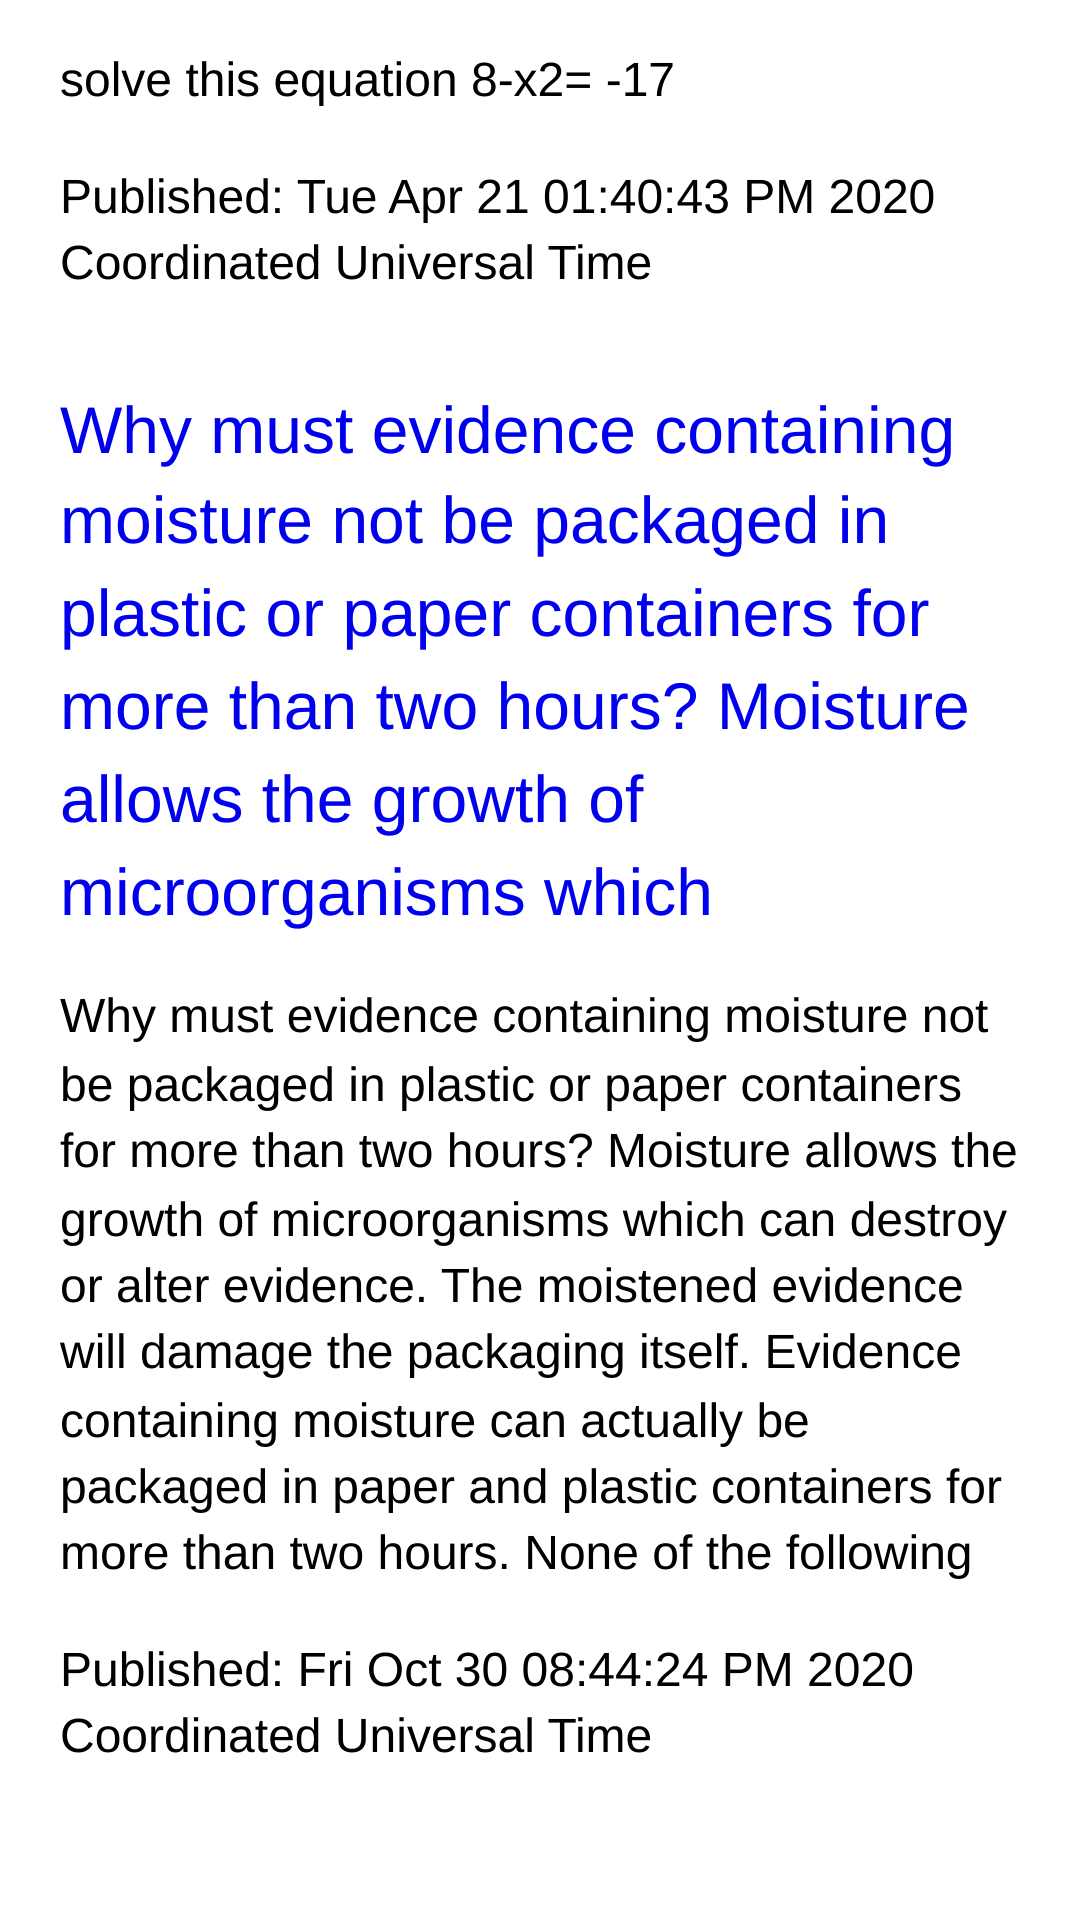 solve this equation 8-x2= -17
Published: Tue Apr 21 01:40:43 PM 2020
Coordinated Universal Time
Why must evidence containing
moisture not be packaged in
plastic or paper containers for
more than two hours? Moisture
allows the growth of
microorganisms which
Why must evidence containing moisture not
be packaged in plastic or paper containers
for more than two hours? Moisture allows the
growth of microorganisms which can destroy
or alter evidence. The moistened evidence
will damage the packaging itself. Evidence
containing moisture can actually be
packaged in paper and plastic containers for
more than two hours. None of the following
Published: Fri Oct 30 08:44:24 PM 2020
Coordinated Universal Time